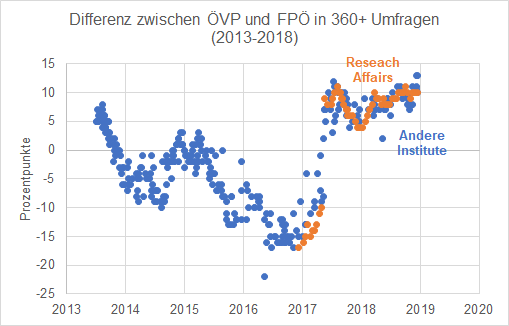 Differenz zwischen ÖVP und FPÖ in 360+ Umfragen
(2013-2018)
15
10
5
0
-5
-10
-15
-20
-25
Prozentpunkte
Reseach
Affairs
Andere
Institute
2013 2014 2015 2016 2017 2018 2019 2020